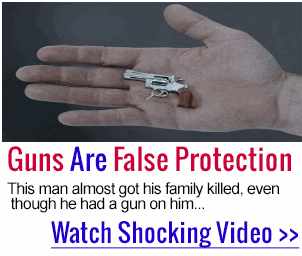 Guns Are False Protection
This man almost got his family killed, even
though he had a gun on him...
Watch Shocking Video >>